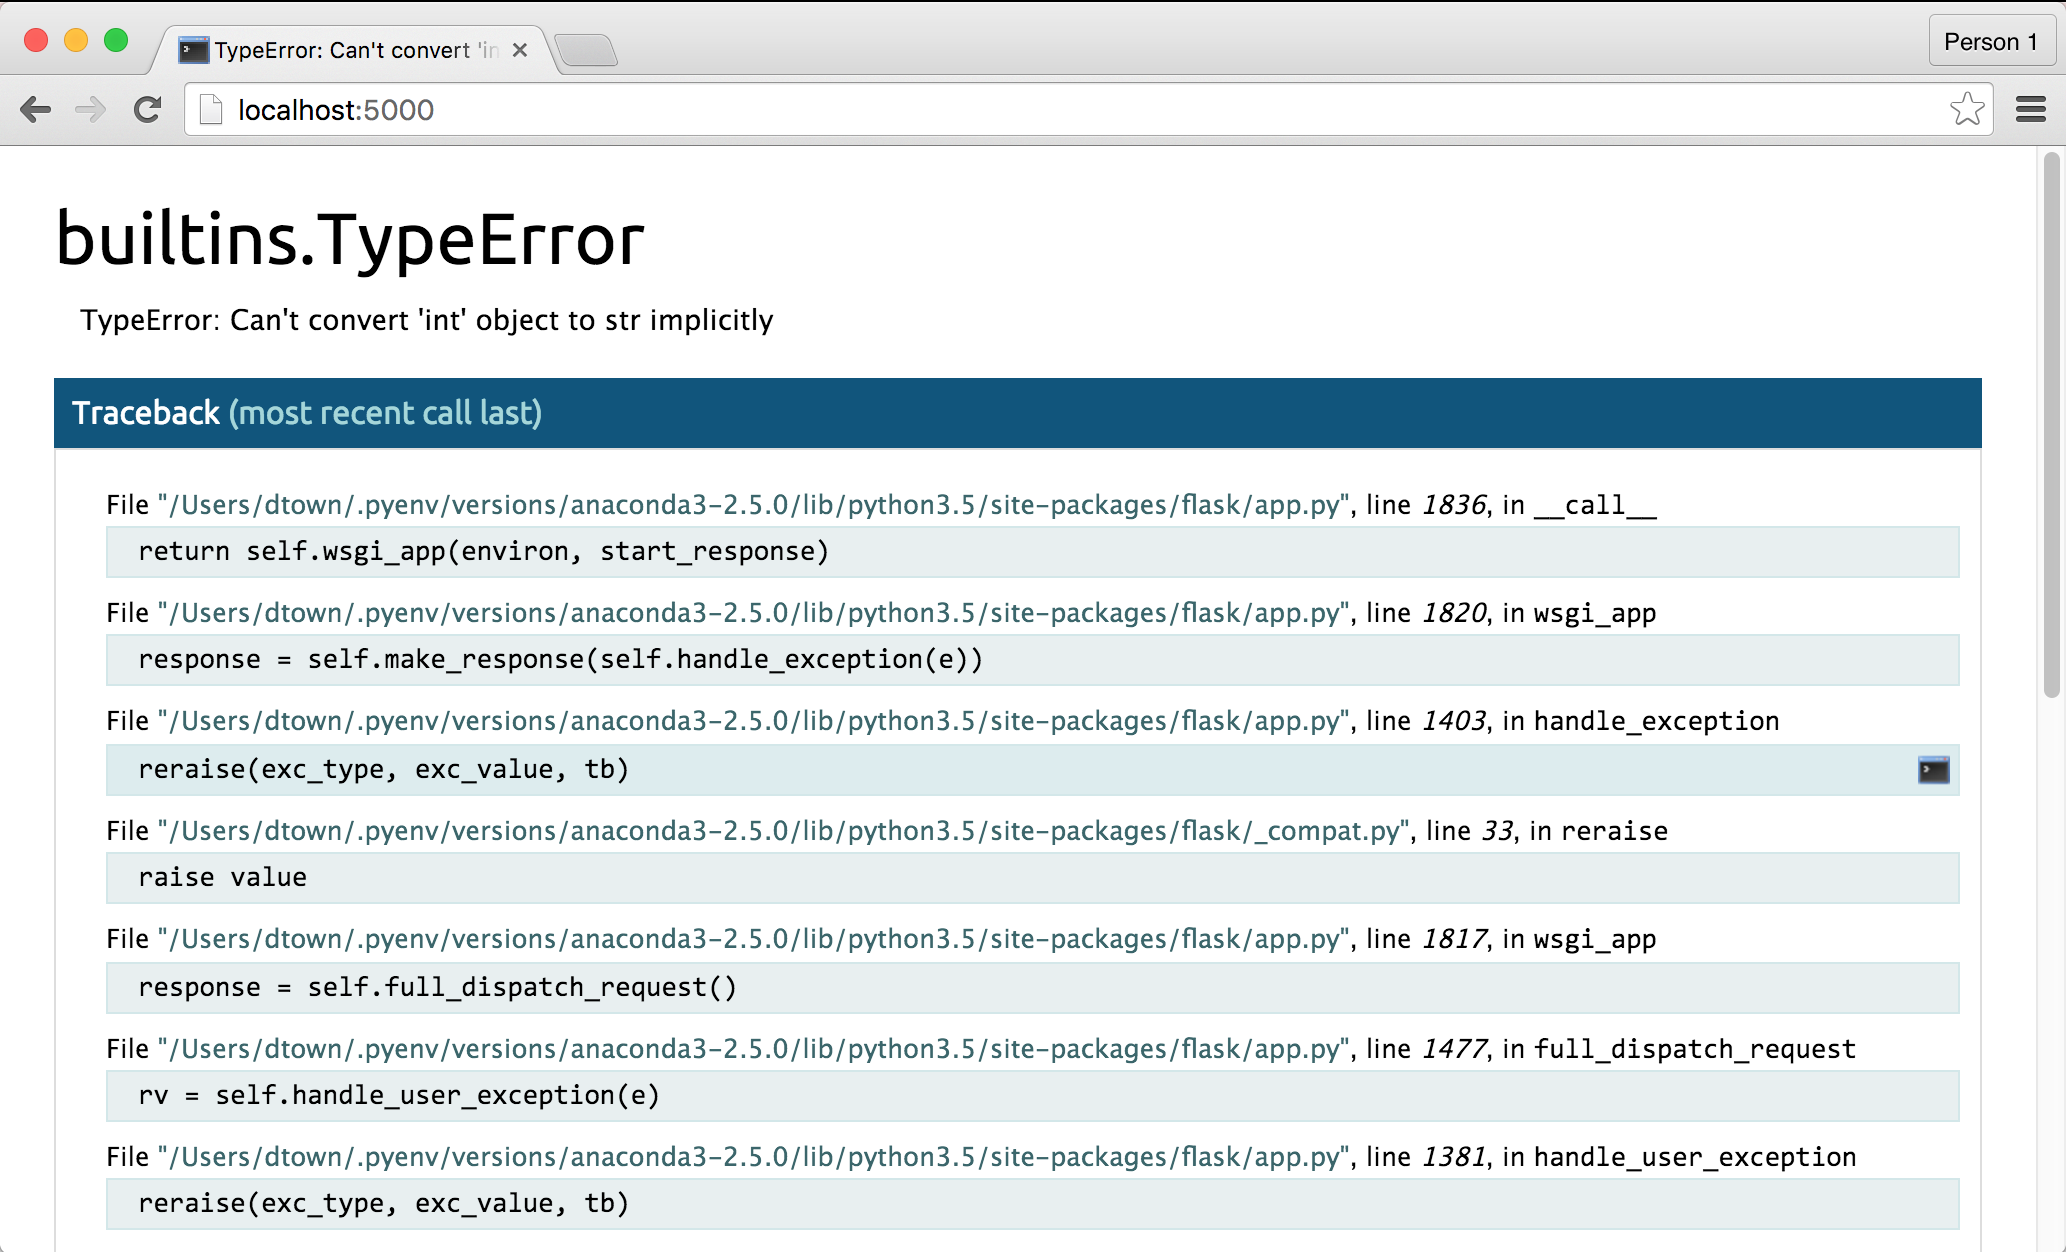 TypeError: Can't convert 'in
Person 1
localhost:5000
builtins.TypeError
TypeError: Can't convert 'int' object to str implicitly
Traceback (most recent call last)
File "/Users/dtown/.pyenv/versions/anaconda3-2.5.0/lib/python3.5/site-packages/flask/app.py", line 1836, in __call__
return self.wsgi_app(environ, start_response)
File "/Users/dtown/.pyenv/versions/anaconda3-2.5.0/lib/python3.5/site-packages/flask/app.py", line 1820, in wsgi_app
response = self.make_response(self.handle_exception(e))
File "/Users/dtown/.pyenv/versions/anaconda3-2.5.0/lib/python3.5/site-packages/flask/app.py", line 1403, in handle_exception
reraise(exc_type, exc_value, tb)
File "/Users/dtown/.pyenv/versions/anaconda3-2.5.0/lib/python3.5/site-packages/flask/_compat.py", line 33, in reraise
raise value
File "/Users/dtown/.pyenv/versions/anaconda3-2.5.0/lib/python3.5/site-packages/flask/app.py", line 1817, in wsgi_app
response = self.full_dispatch_request()
File "/Users/dtown/.pyenv/versions/anaconda3-2.5.0/lib/python3.5/site-packages/flask/app.py", line 1477, in full_dispatch_request
rv = self.handle_user_exception(e)
File "/Users/dtown/.pyenv/versions/anaconda3-2.5.0/lib/python3.5/site-packages/flask/app.py", line 1381, in handle_user_exception
reraise(exc_type, exc_value, tb)